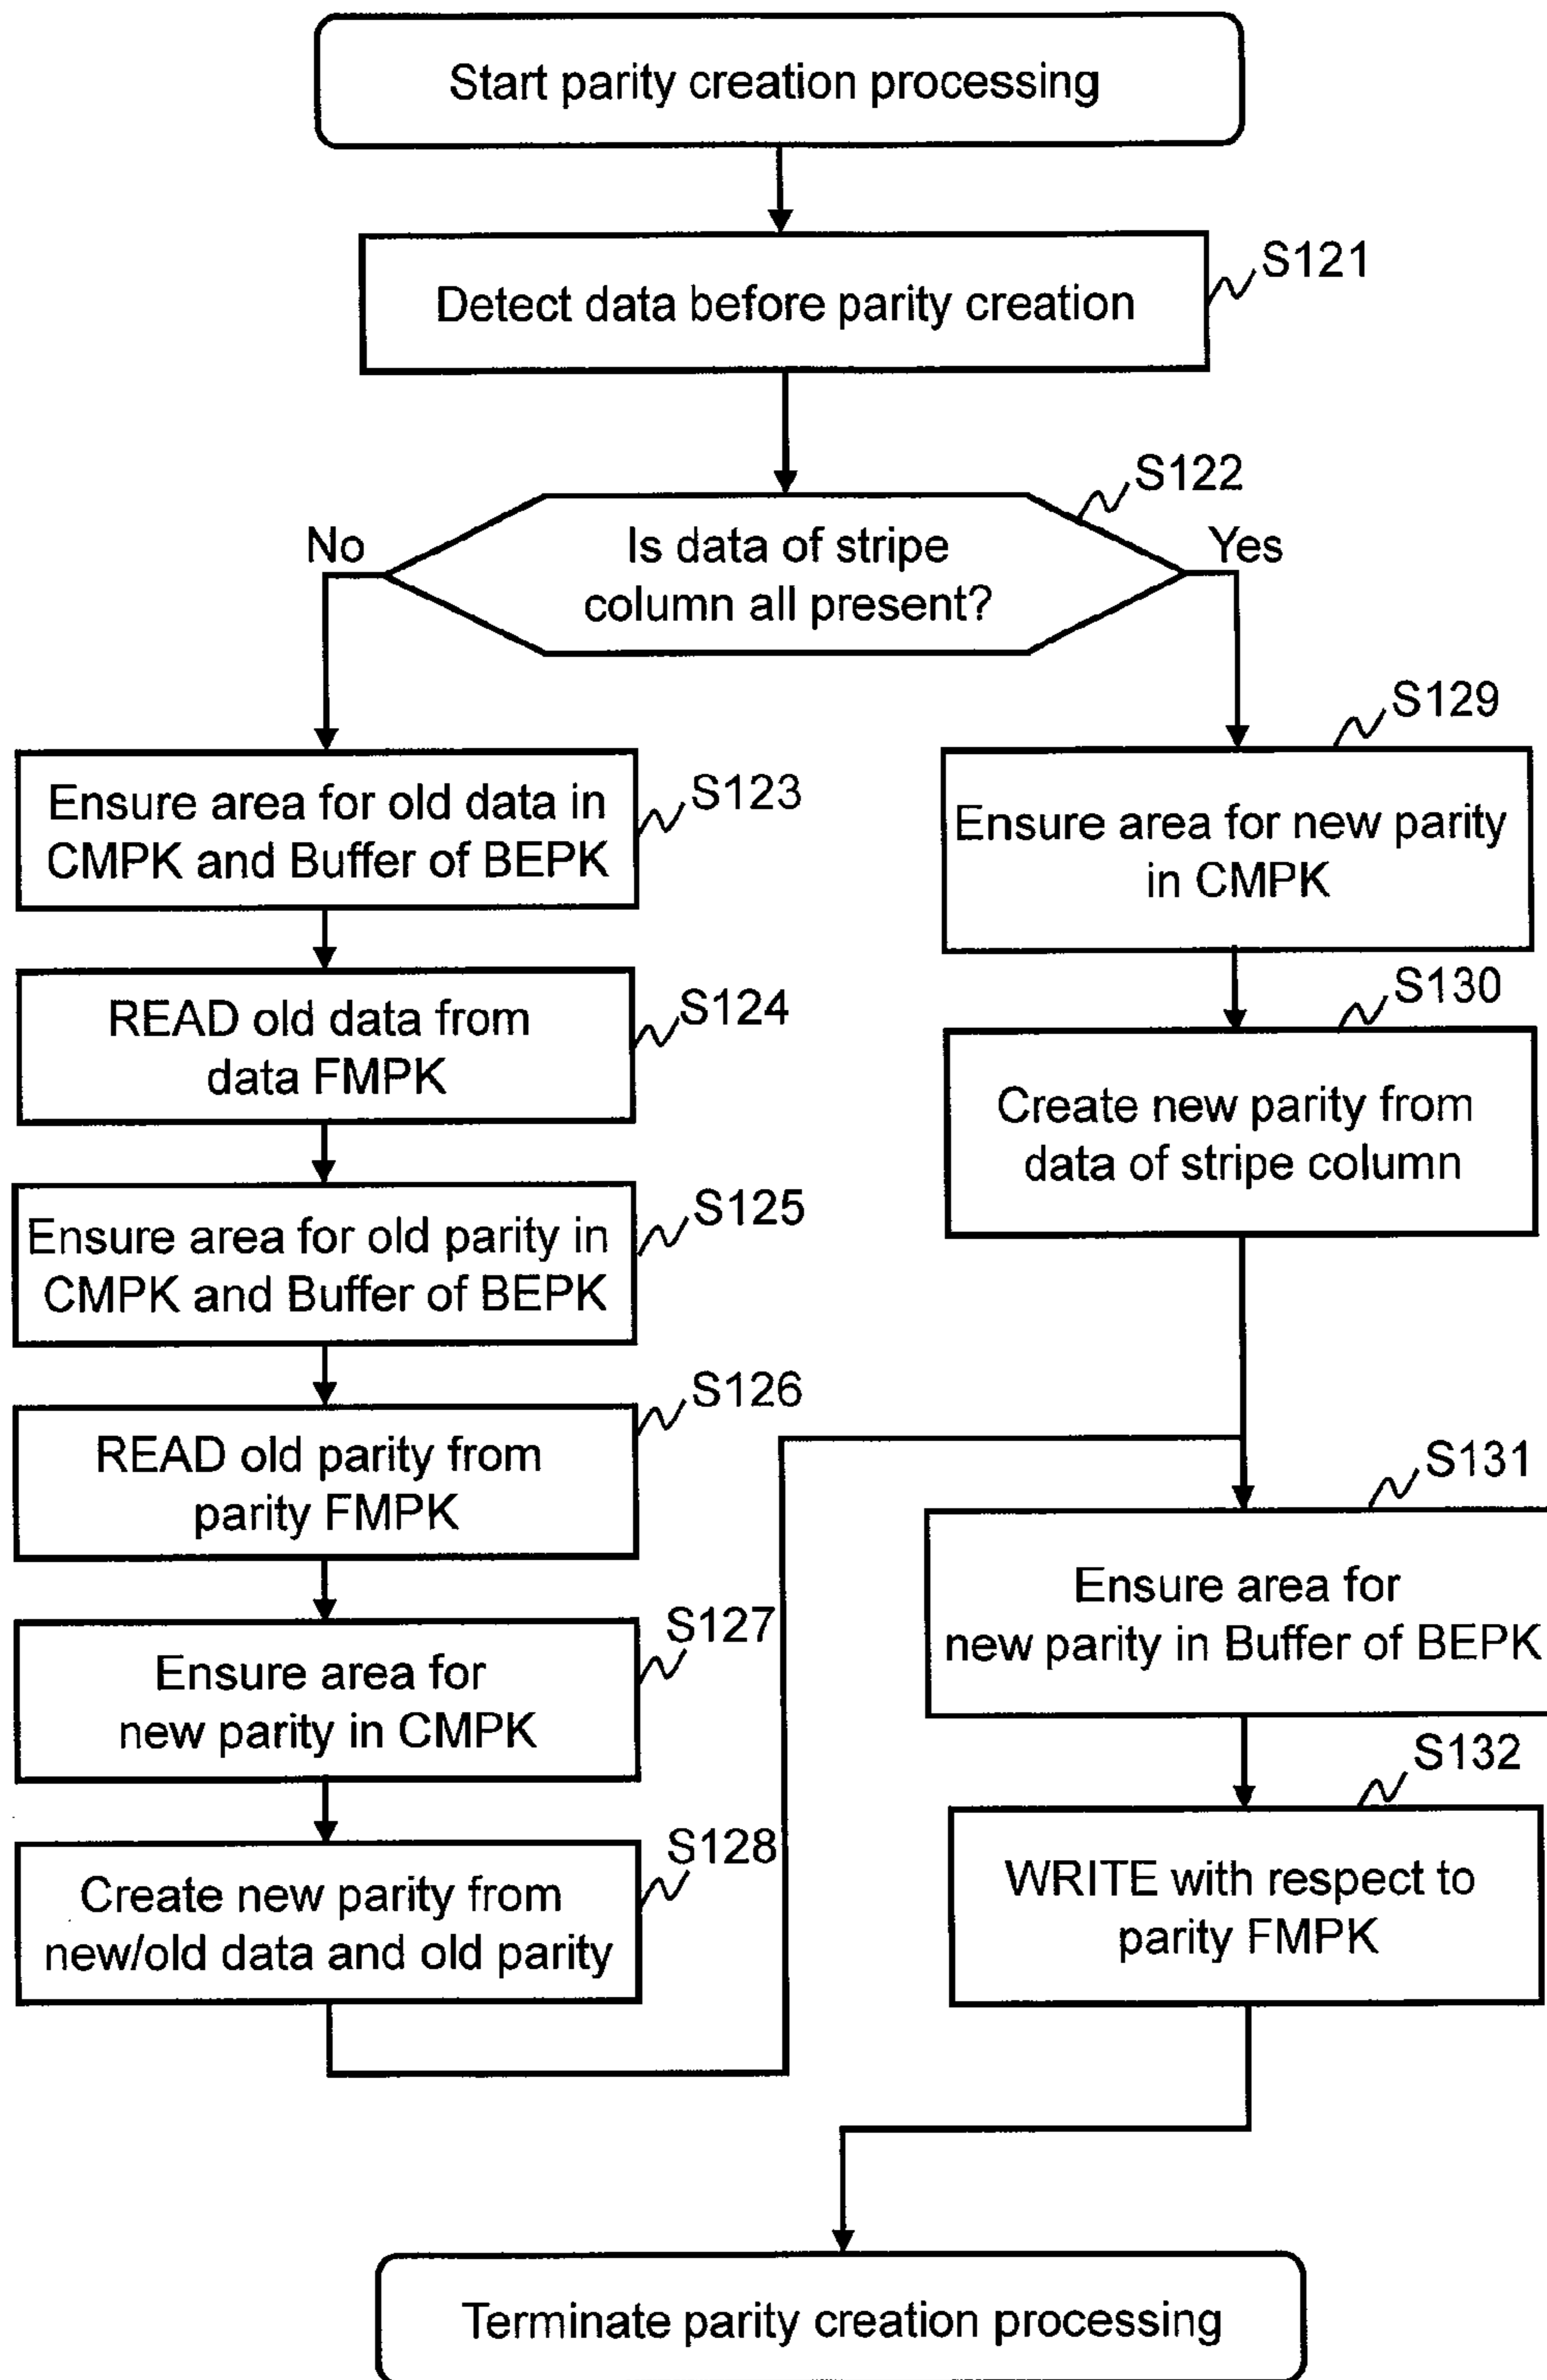 Start parity creation processing
S121
Detect data before parity creation
S122
No
Is data of stripe
column all present?
Yes
S123
Ensure area for old data in
CMPK and Buffer of BEPK
S124
READ old data from
data FMPK
S125
Ensure area for old parity in
CMPK and Buffer of BEPK
S126
READ old parity from
parity FMPK
S127
Ensure area for
new parity in CMPK
S128
Create new parity from
new/old data and old parity
S129
Ensure area for new parity
in CMPK
S130
Create new parity from
data of stripe column
S131
Ensure area for
new parity in Buffer of BEPK
S132
WRITE with respect to
parity FMPK
Terminate parity creation processing